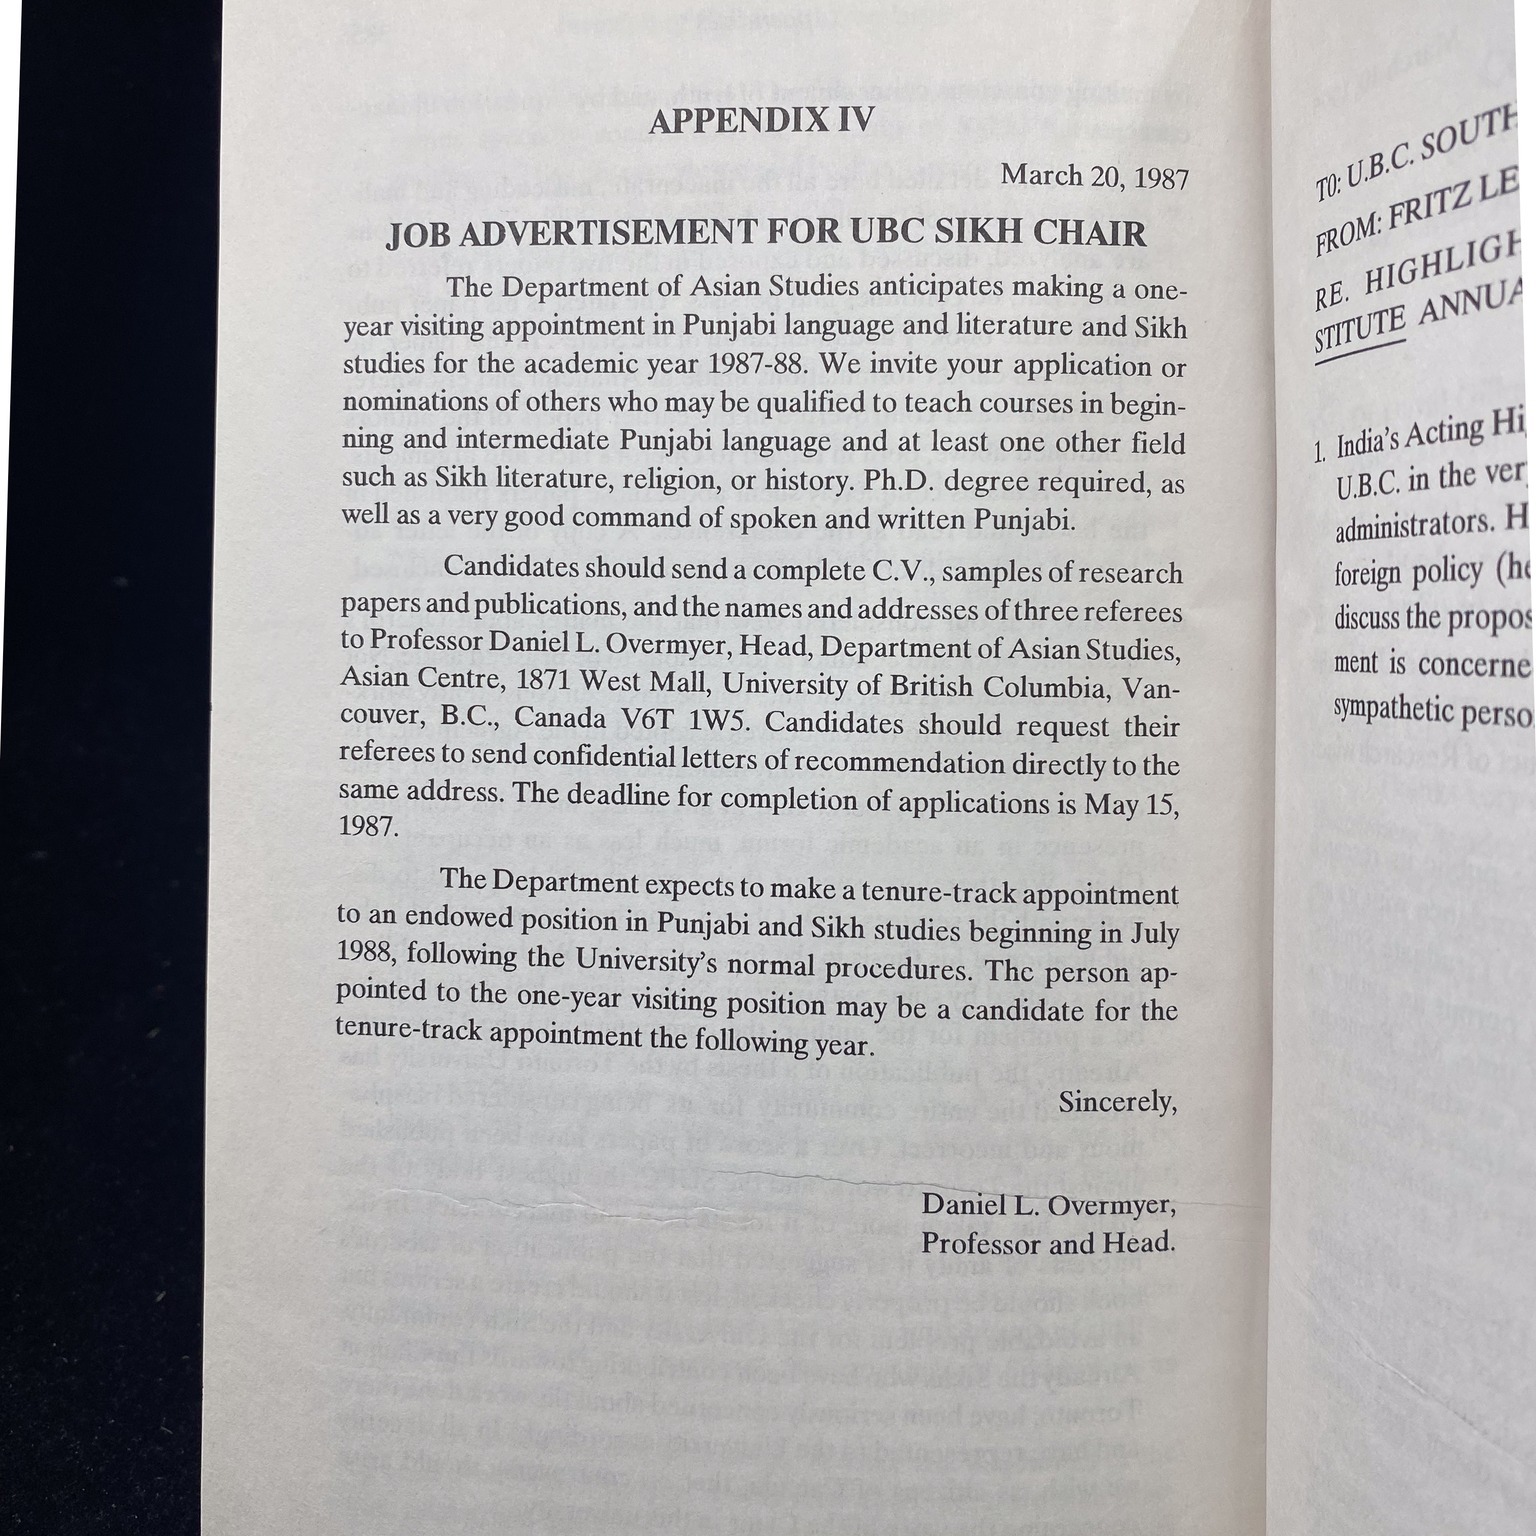 APPENDIX IV
March 20, 1987
JOB ADVERTISEMENT FOR UBC SIKH CHAIR
The Department of Asian Studies anticipates making a one-
year visiting appointment in Punjabi language and literature and Sikh
studies for the academic year 1987-88. We invite your application or
nominations of others who may be qualified to teach courses in begin-
ning and intermediate Punjabi language and at least one other field
such as Sikh literature, religion, or history. Ph.D. degree required, as
well as a very good command of spoken and written Punjabi.
Candidates should send a complete C.V., samples of research
papers and publications, and the names and addresses of three referees
to Professor Daniel L. Overmyer, Head, Department of Asian Studies,
Asian Centre, 1871 West Mall, University of British Columbia, Van-
couver, B.C., Canada V6T 1W5. Candidates should request their
referees to send confidential letters of recommendation directly to the
same address. The deadline for completion of applications is May 15,
1987.
The Department expects to make a tenure-track appointment
to an endowed position in Punjabi and Sikh studies beginning in July
1988, following the University's normal procedures. The person ap-
pointed to the one-year visiting position may be a candidate for the
tenure-track appointment the following year.
Sincerely,
Daniel L. Overmyer,
Professor and Head.
TO: U.B.C. SOUTH
FROM: FRITZ LE
RE. HIGHLIGH
STITUTE ANNUA
1. India's Acting Hi
U.B.C. in the ver
administrators. H
foreign policy (he
discuss the propos
ment is concerne
sympathetic perso